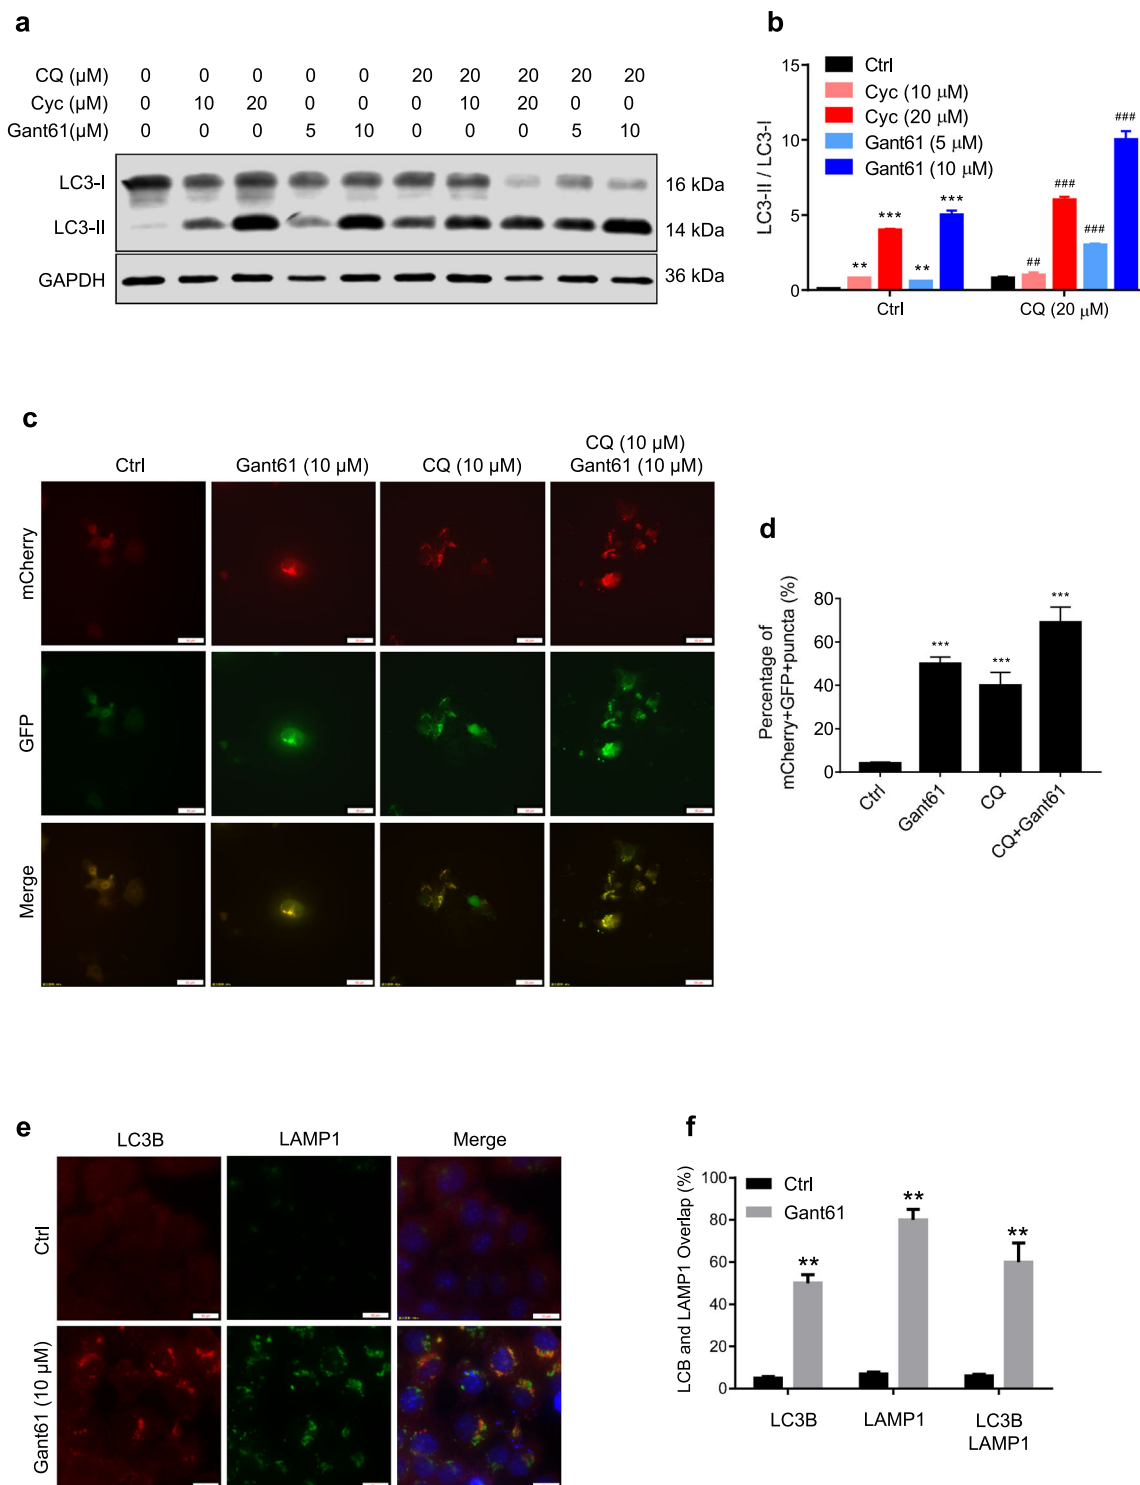 a
CQ (μM) 0 0 0 0 0 20 20 20 20 20
Cyc (μM) 0 10 20 0 0 0 10 20 0 0
Gant61(μM) 0 0 0 5 10 0 0 0 5 10
LC3-I 16 kDa
LC3-II 14 kDa
GAPDH 36 kDa
b
LC3-II / LC3-I
15
10
5
0
Ctrl
Cyc (10 μM)
Cyc (20 μM)
Gant61 (5 μM)
Gant61 (10 μM)
** *** ** *** ## ### ### ###
Ctrl CQ (20 μM)
c
CQ (10 μM)
Ctrl Gant61 (10 μM) CQ (10 μM) Gant61 (10 μM)
mCherry
GFP
Merge
d
Percentage of
mCherry+GFP+puncta (%)
80
60
40
20
0
*** *** ***
Ctrl Gant61 CQ CQ+Gant61
e
LC3B LAMP1 Merge
Ctrl
Gant61 (10 μM)
f
LCB and LAMP1 Overlap (%)
100
80
60
40
20
0
Ctrl
Gant61
** ** **
LC3B LAMP1 LC3B
LAMP1